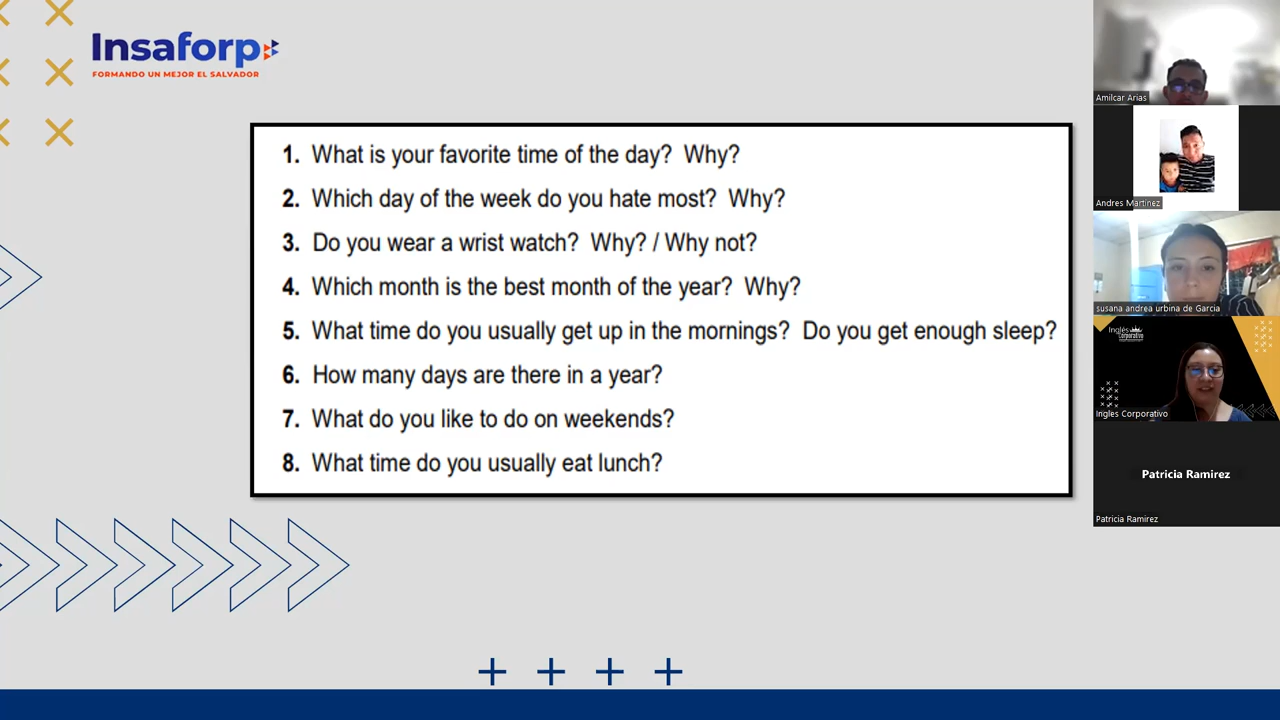 Insaforp
FORMANDO UN MEJOR EL SALVADOR
1. What is your favorite time of the day? Why?
2. Which day of the week do you hate most? Why?
3. Do you wear a wrist watch? Why? / Why not?
4. Which month is the best month of the year? Why?
5. What time do you usually get up in the mornings? Do you get enough sleep?
6. How many days are there in a year?
7. What do you like to do on weekends?
8. What time do you usually eat lunch?
Amilcar Arias
Andres Martinez
susana andrea urbina de Garcia
Inglés
Corporativo
Ingles Corporativo
Patricia Ramirez
Patricia Ramirez